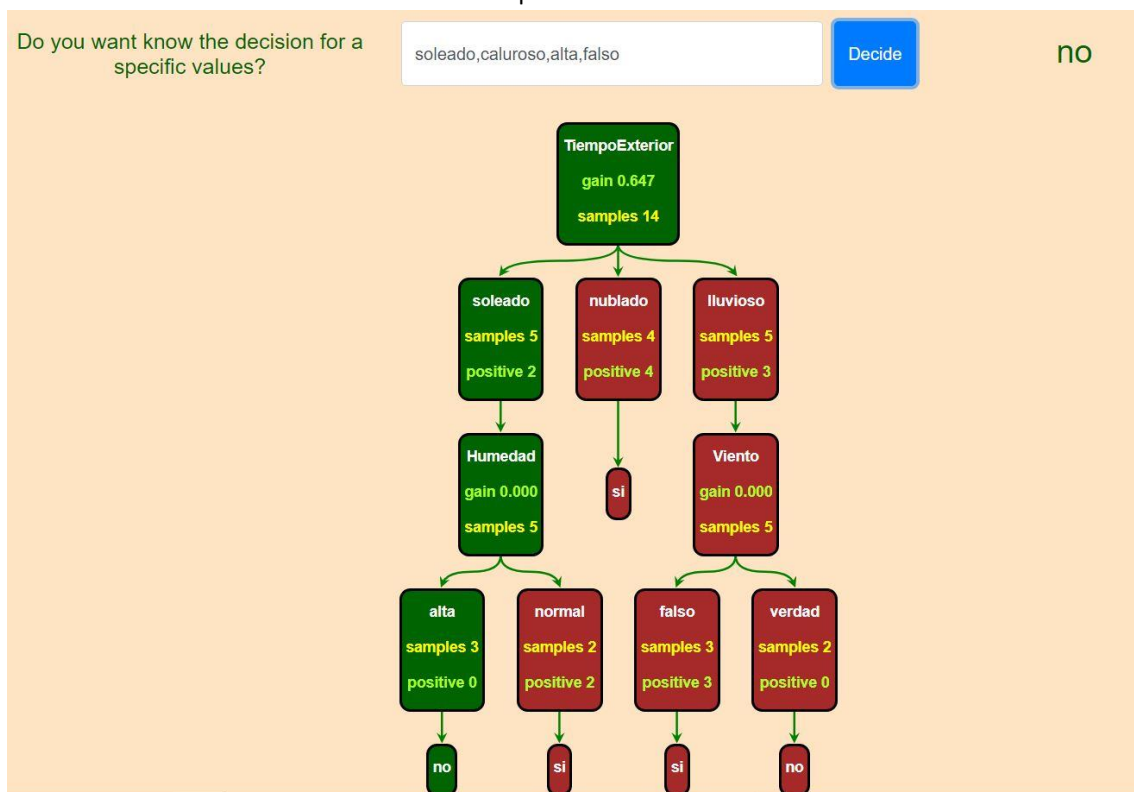 Do you want know the decision for a
specific values?
soleado,caluroso,alta,falso
Decide
no
TiempoExterior
gain 0.647
samples 14
soleado
samples 5
positive 2
nublado
samples 4
positive 4
lluvioso
samples 5
positive 3
Humedad
gain 0.000
samples 5
si
Viento
gain 0.000
samples 5
alta
samples 3
positive 0
normal
samples 2
positive 2
falso
samples 3
positive 3
verdad
samples 2
positive 0
no
si
si
no